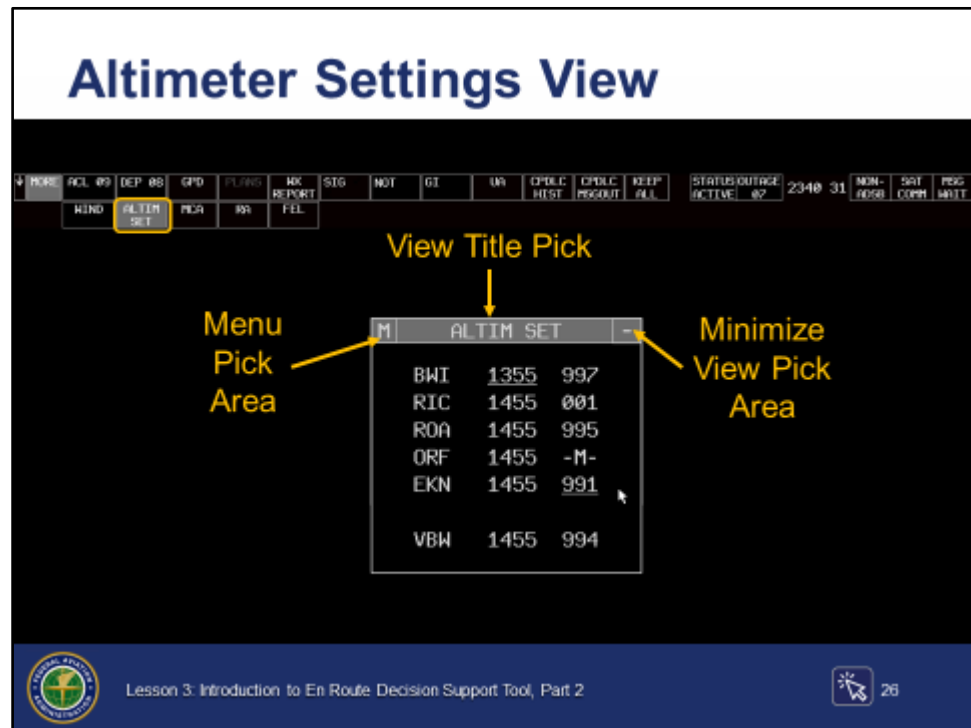 Altimeter Settings View
MORE ACL 09 DEP 08 GPD PLANS WX REPORT SIG NOT GI UA CPDLC HIST CPDLC MSGOUT KEEP ALL STATUS ACTIVE OUTAGE 07 2340 31 NON-ADSB SAT COMM MSG WAIT
WIND ALTIM SET MCA RA FEL
View Title Pick
Menu
Pick
Area
M ALTIM SET -
Minimize
View Pick
Area
BWI 1355 997
RIC 1455 001
ROA 1455 995
ORF 1455 -M-
EKN 1455 991
VBW 1455 994
FEDERAL AVIATION ADMINISTRATION
Lesson 3: Introduction to En Route Decision Support Tool, Part 2
26